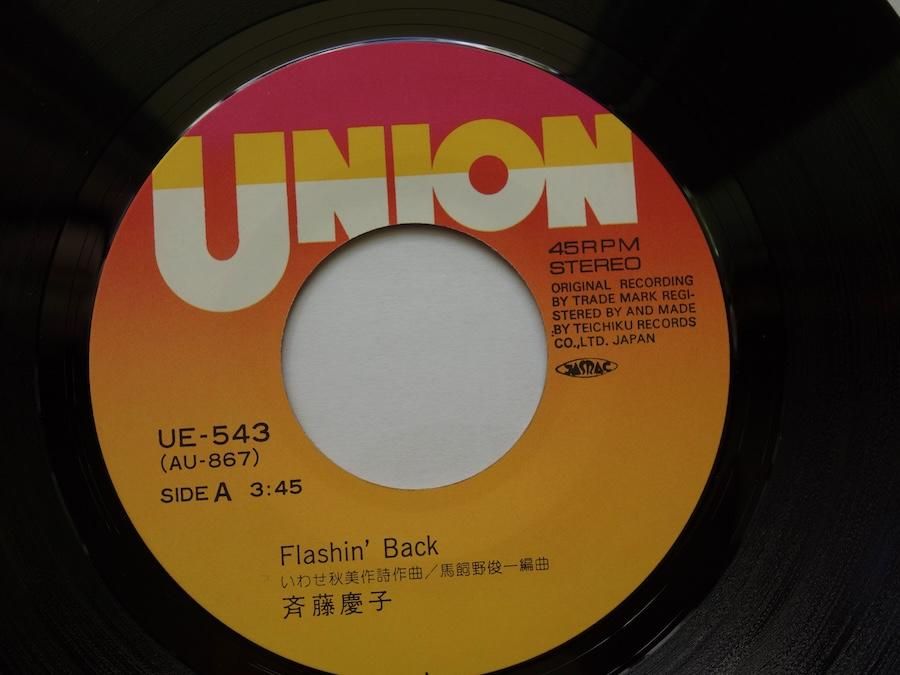 UNION
45RPM
STEREO
ORIGINAL RECORDING
BY TRADE MARK REGI-
STERED BY AND MADE
BY TEICHIKU RECORDS
CO.,LTD. JAPAN
JASRAC
UE-543
(AU-867)
SIDE A 3:45
Flashin' Back
いわせ秋美作詩作曲/馬飼野俊一編曲
斉藤慶子